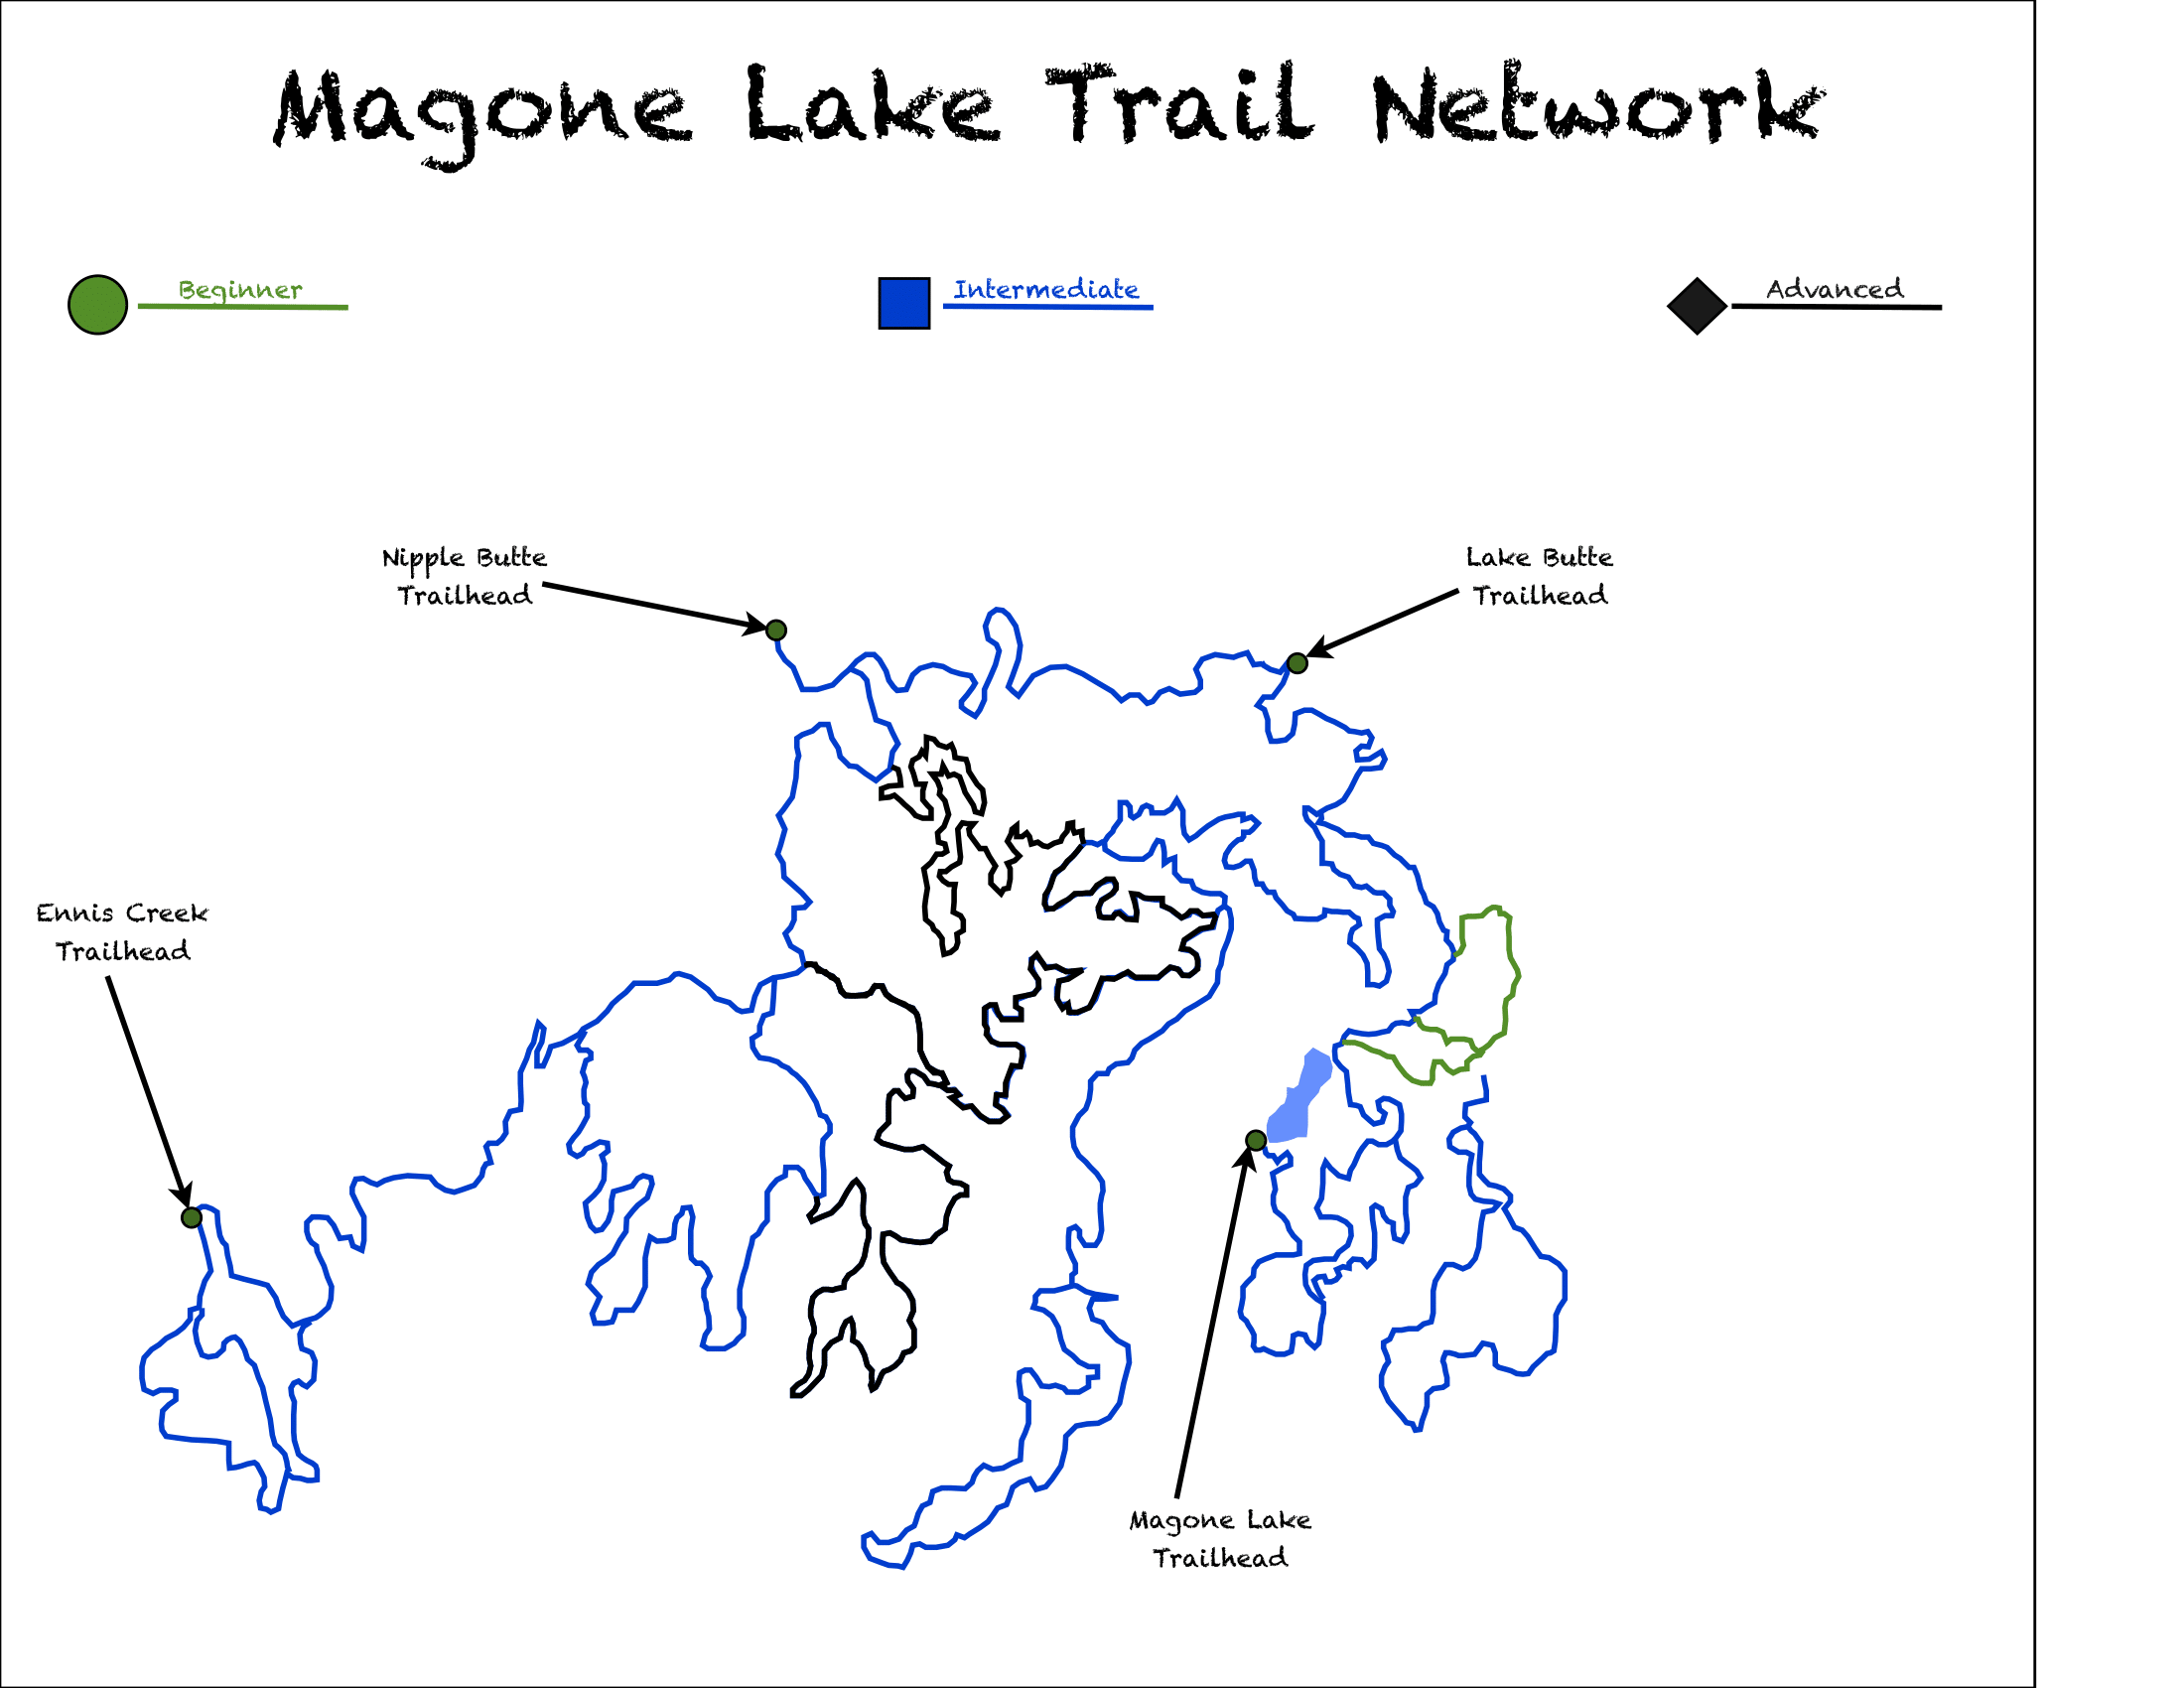 Magone Lake Trail Network
Beginner
Intermediate
Advanced
Nipple Butte
Trailhead
Lake Butte
Trailhead
Ennis Creek
Trailhead
Magone Lake
Trailhead